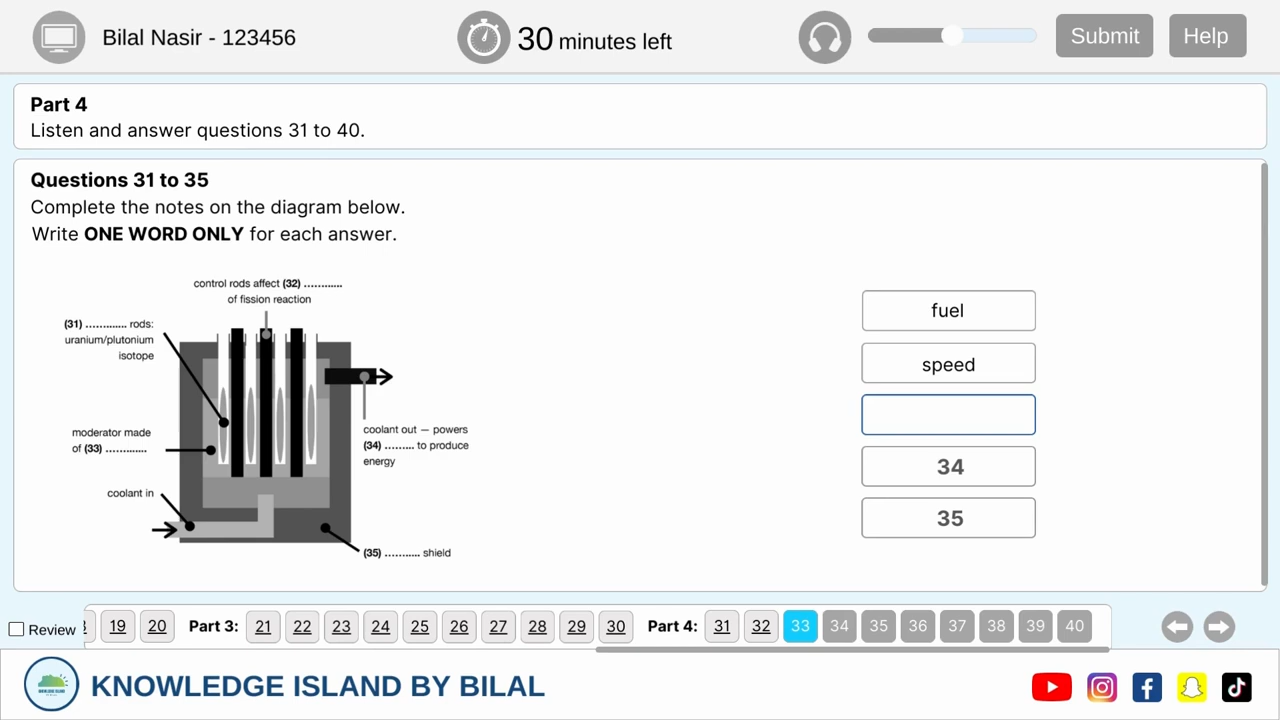 Bilal Nasir - 123456
30 minutes left
Submit
Help
Part 4
Listen and answer questions 31 to 40.
Questions 31 to 35
Complete the notes on the diagram below.
Write ONE WORD ONLY for each answer.
control rods affect (32) ............
of fission reaction
(31) ............. rods:
uranium/plutonium
isotope
moderator made
of (33) .............
coolant in
coolant out — powers
(34) ......... to produce
energy
(35) ........... shield
fuel
speed
34
35
Review
19 20 Part 3: 21 22 23 24 25 26 27 28 29 30 Part 4: 31 32 33 34 35 36 37 38 39 40
KNOWLEDGE ISLAND BY BILAL